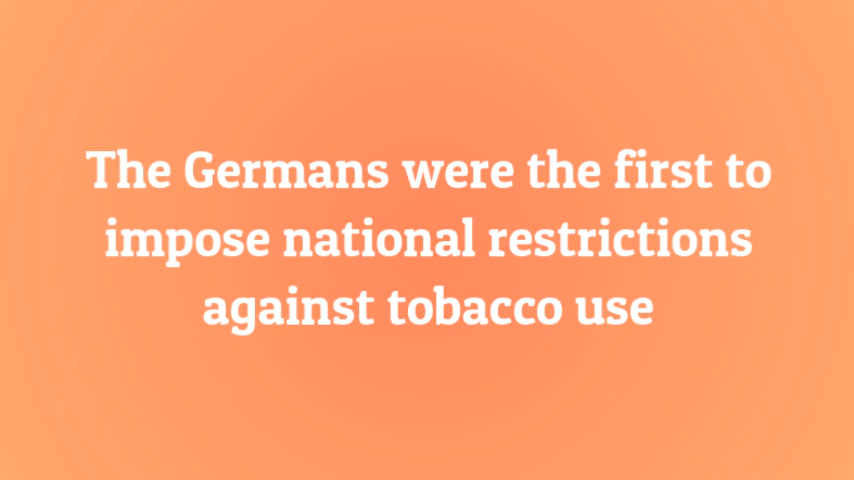 The Germans were the first to
impose national restrictions
against tobacco use